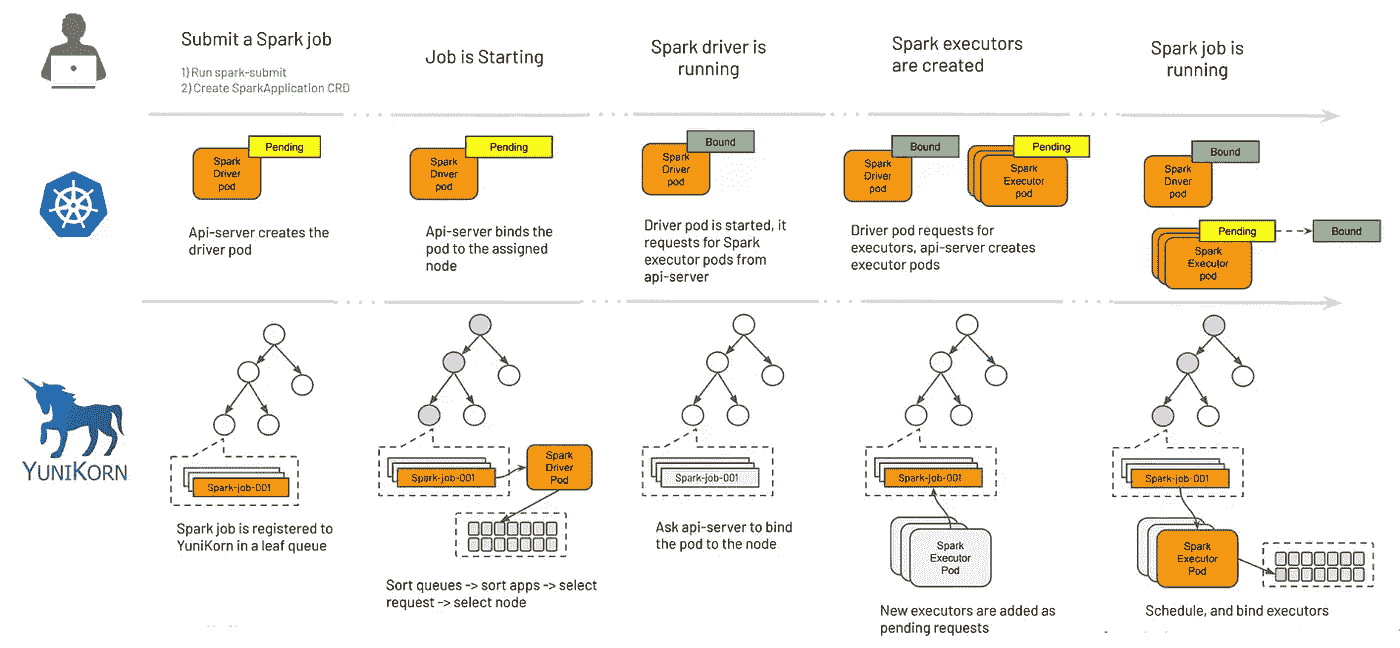 Submit a Spark job
1) Run spark-submit
2) Create SparkApplication CRD
Job is Starting
Spark driver is
running
Spark executors
are created
Spark job is
running
Pending
Spark
Driver
pod
Api-server creates the
driver pod
Pending
Spark
Driver
pod
Api-server binds the
pod to the assigned
node
Bound
Spark
Driver
pod
Driver pod is started, it
requests for Spark
executor pods from
api-server
Bound
Spark
Driver
pod
Pending
Spark
Executor
pod
Driver pod requests for
executors, api-server creates
executor pods
Bound
Spark
Driver
pod
Pending
Bound
Spark
Executor
pod
YUNIKORN
Spark-job-001
Spark job is registered to
YuniKorn in a leaf queue
Spark-job-001
Spark
Driver
Pod
Sort queues -> sort apps -> select
request -> select node
Spark-job-001
Ask api-server to bind
the pod to the node
Spark-job-001
Spark
Executor
Pod
New executors are added as
pending requests
Spark-job-001
Spark
Executor
Pod
Schedule, and bind executors